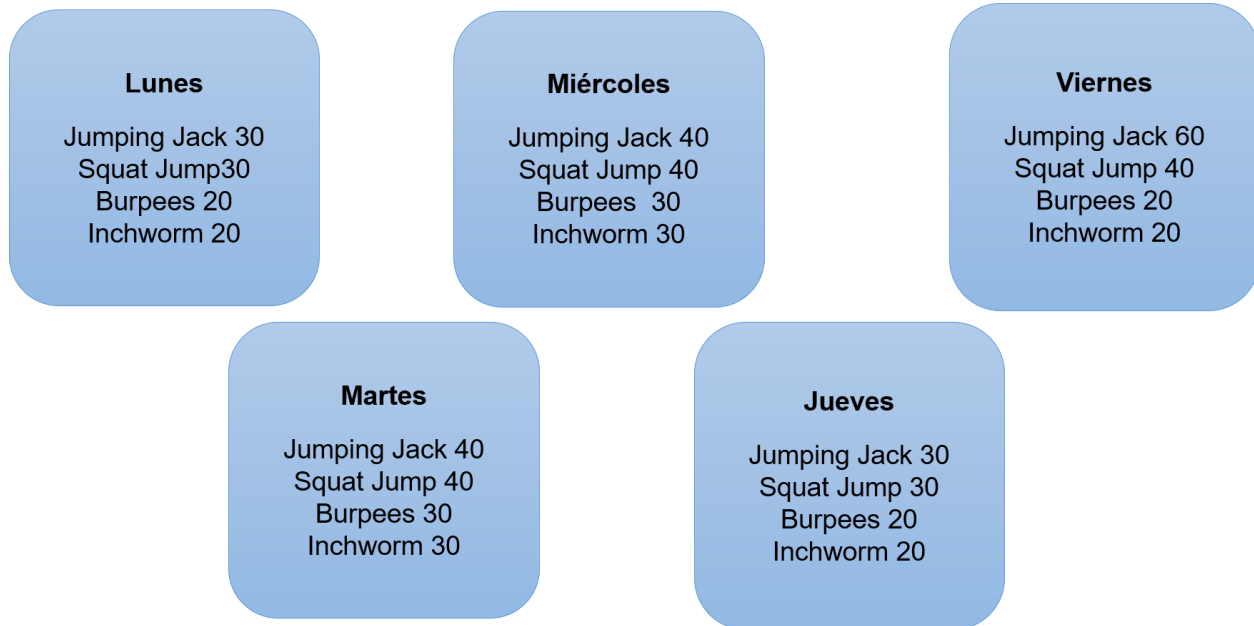 Lunes
Jumping Jack 30
Squat Jump30
Burpees 20
Inchworm 20
Miércoles
Jumping Jack 40
Squat Jump 40
Burpees  30
Inchworm 30
Viernes
Jumping Jack 60
Squat Jump 40
Burpees 20
Inchworm 20
Martes
Jumping Jack 40
Squat Jump 40
Burpees 30
Inchworm 30
Jueves
Jumping Jack 30
Squat Jump 30
Burpees 20
Inchworm 20